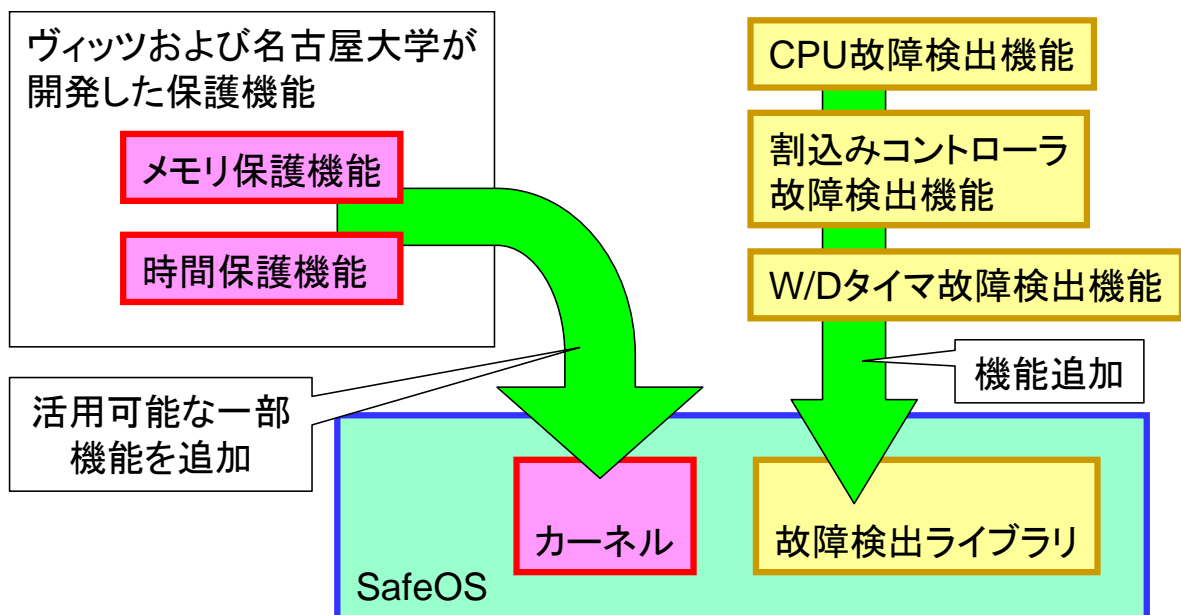 ヴィッツおよび名古屋大学が
開発した保護機能
メモリ保護機能
時間保護機能
活用可能な一部
機能を追加
CPU故障検出機能
割込みコントローラ
故障検出機能
W/Dタイマ故障検出機能
機能追加
カーネル
故障検出ライブラリ
SafeOS